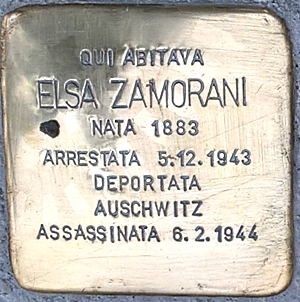 QUI ABITAVA
ELSA ZAMORANI
NATA 1883
ARRESTATA 5.12.1943
DEPORTATA
AUSCHWITZ
ASSASSINATA 6.2.1944